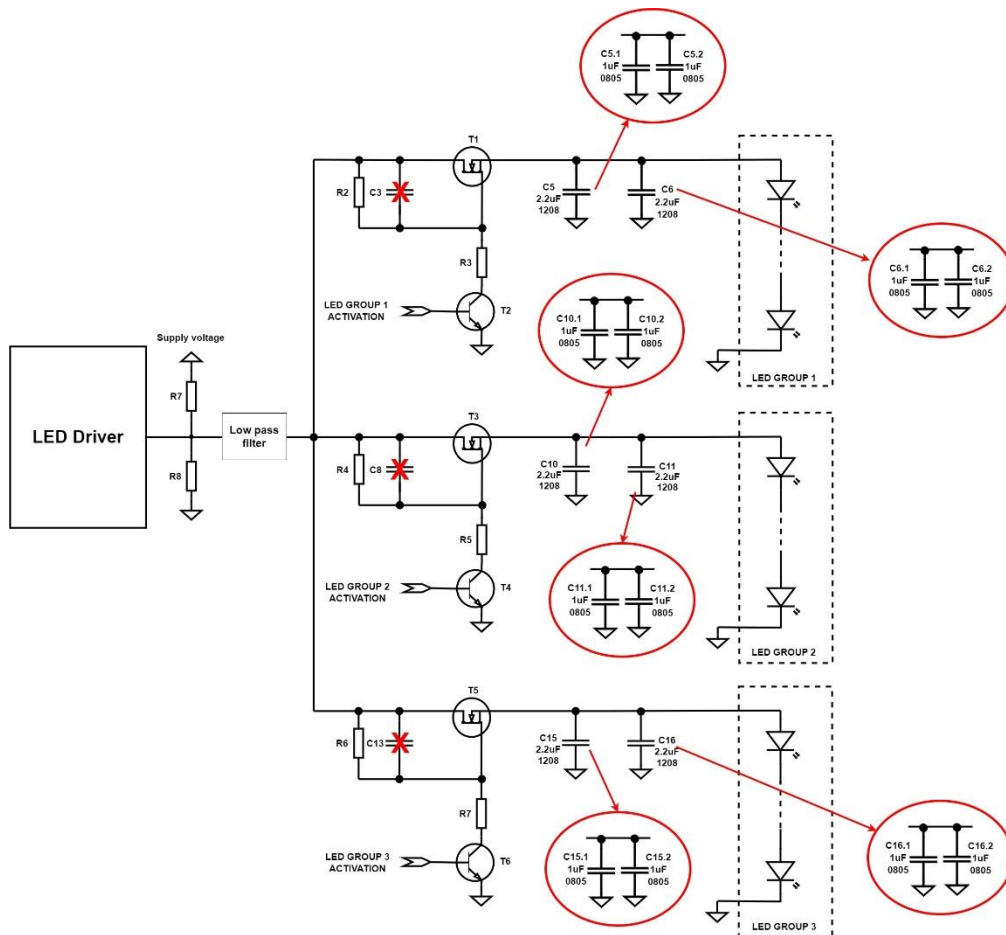 C5.1
1uF
0805
C5.2
1uF
0805
T1
R2
C3
C5
2.2uF
1208
C6
2.2uF
1208
R3
LED GROUP 1
ACTIVATION
T2
C10.1
1uF
0805
C10.2
1uF
0805
C6.1
1uF
0805
C6.2
1uF
0805
LED GROUP 1
Supply voltage
R7
LED Driver
Low pass
filter
R8
T3
R4
C8
C10
2.2uF
1208
C11
2.2uF
1208
R5
LED GROUP 2
ACTIVATION
T4
C11.1
1uF
0805
C11.2
1uF
0805
LED GROUP 2
T5
R6
C13
C15
2.2uF
1208
C16
2.2uF
1208
R7
LED GROUP 3
ACTIVATION
T6
C15.1
1uF
0805
C15.2
1uF
0805
C16.1
1uF
0805
C16.2
1uF
0805
LED GROUP 3